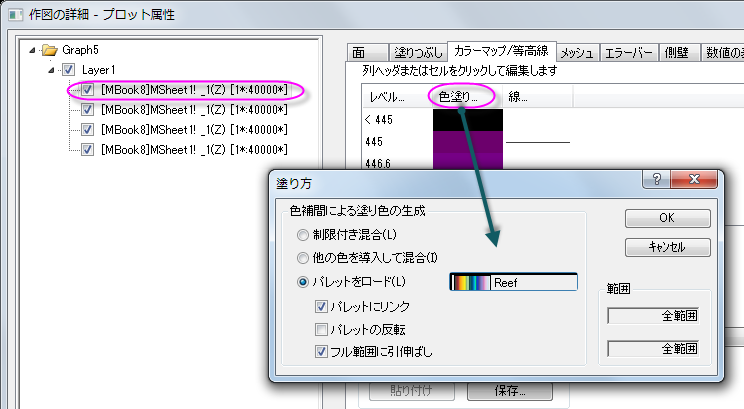 作図の詳細 - プロット属性
Graph5
Layer1
[MBook8]MSheet1! _1(Z) [1*:40000*]
[MBook8]MSheet1! _1(Z) [1*:40000*]
[MBook8]MSheet1! _1(Z) [1*:40000*]
[MBook8]MSheet1! _1(Z) [1*:40000*]
面 塗りつぶし カラーマップ/等高線 メッシュ エラーバー 側壁 数値の表
列ヘッダまたはセルをクリックして編集します
レベル... 色塗り... 線...
< 445
445
446.6
塗り方
色補間による塗り色の生成
制限付き混合(L)
他の色を導入して混合(I)
パレットをロード(L) Reef
パレットにリンク
パレットの反転
フル範囲に引伸ばし
OK
キャンセル
範囲
全範囲
全範囲
貼り付け 保存...